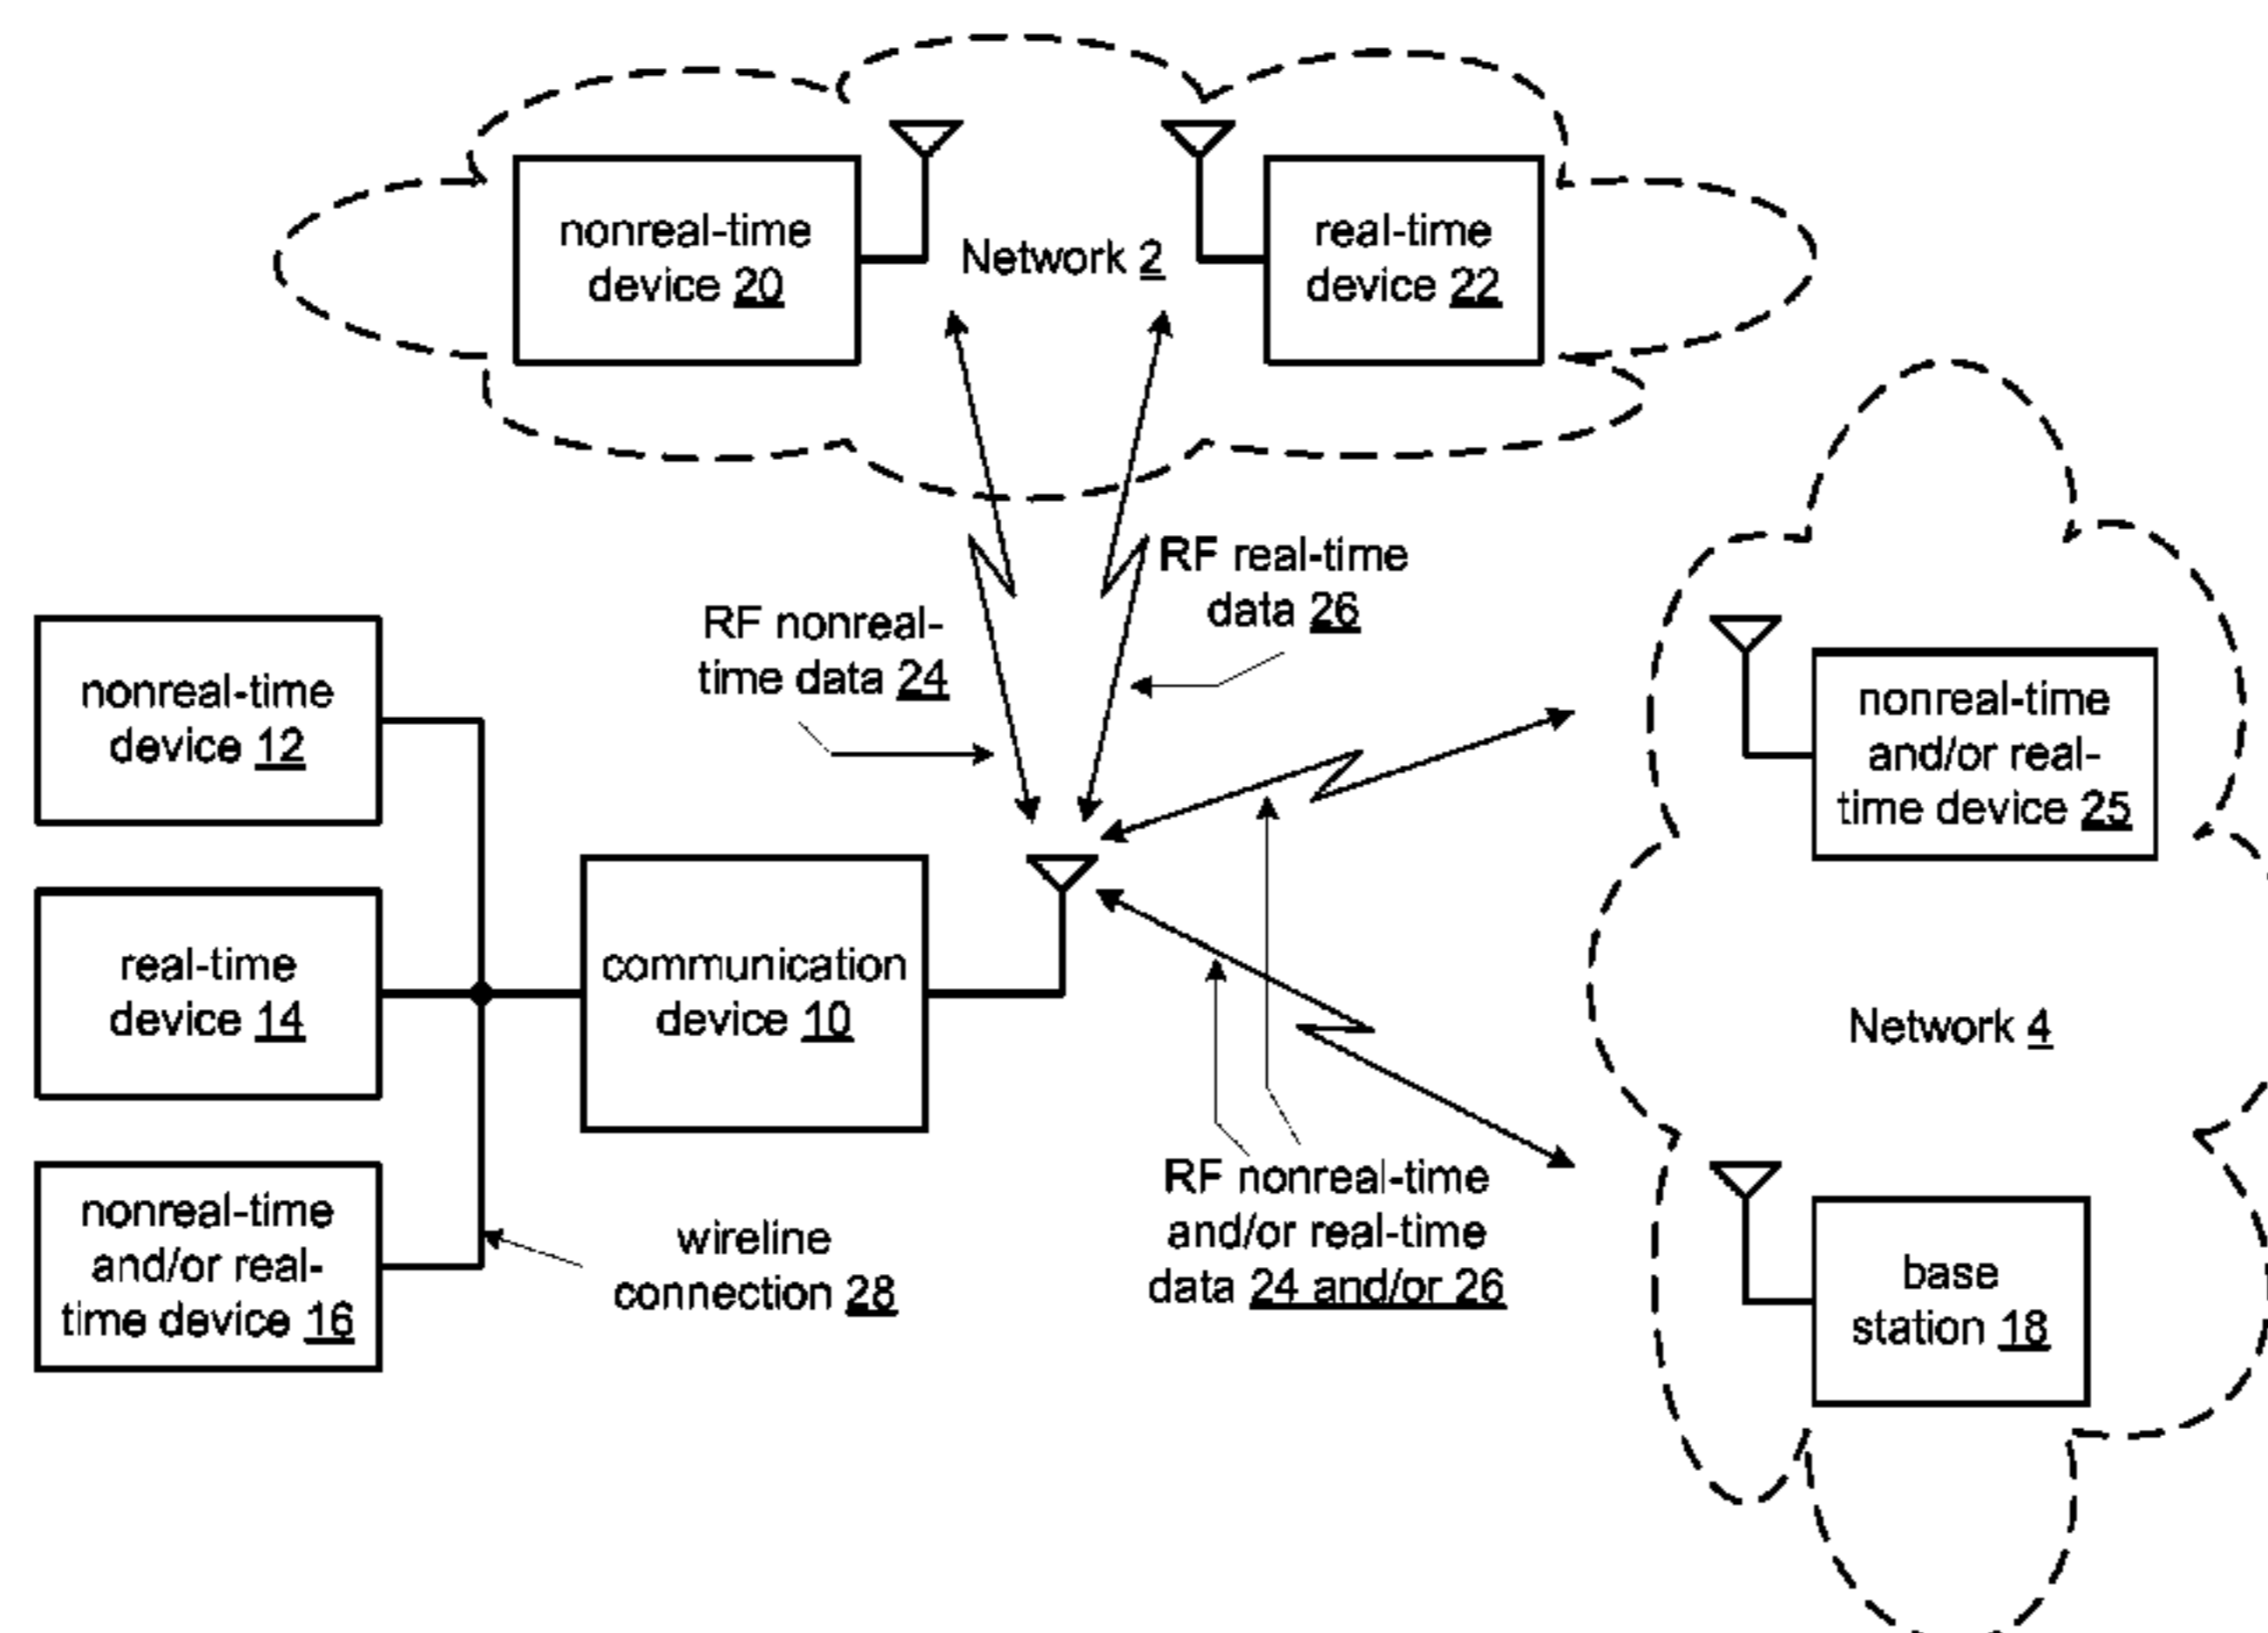 nonreal-time
device 20
Network 2
real-time
device 22
RF real-time
data 26
RF nonreal-
time data 24
nonreal-time
device 12
nonreal-time
and/or real-
time device 25
real-time
device 14
communication
device 10
Network 4
nonreal-time
and/or real-
time device 16
wireline
connection 28
RF nonreal-time
and/or real-time
data 24 and/or 26
base
station 18